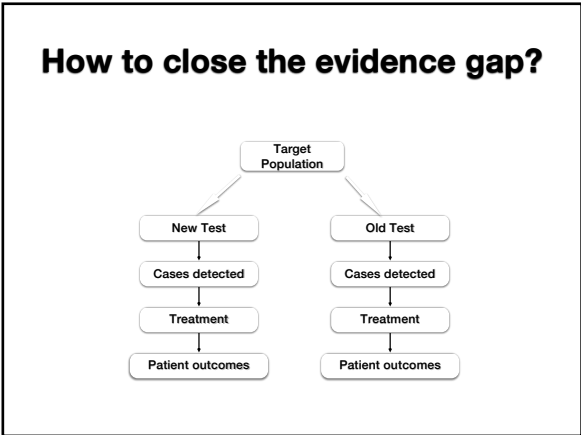 How to close the evidence gap?
Target
Population
New Test
Old Test
Cases detected
Cases detected
Treatment
Treatment
Patient outcomes
Patient outcomes